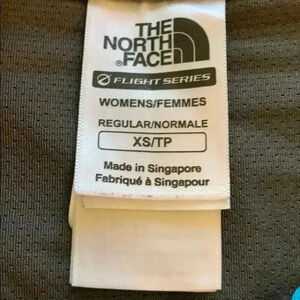 THE
NORTH
FACE
FLIGHT SERIES
WOMENS/FEMMES
REGULAR/NORMALE
XS/TP
Made in Singapore
Fabriqué à Singapour